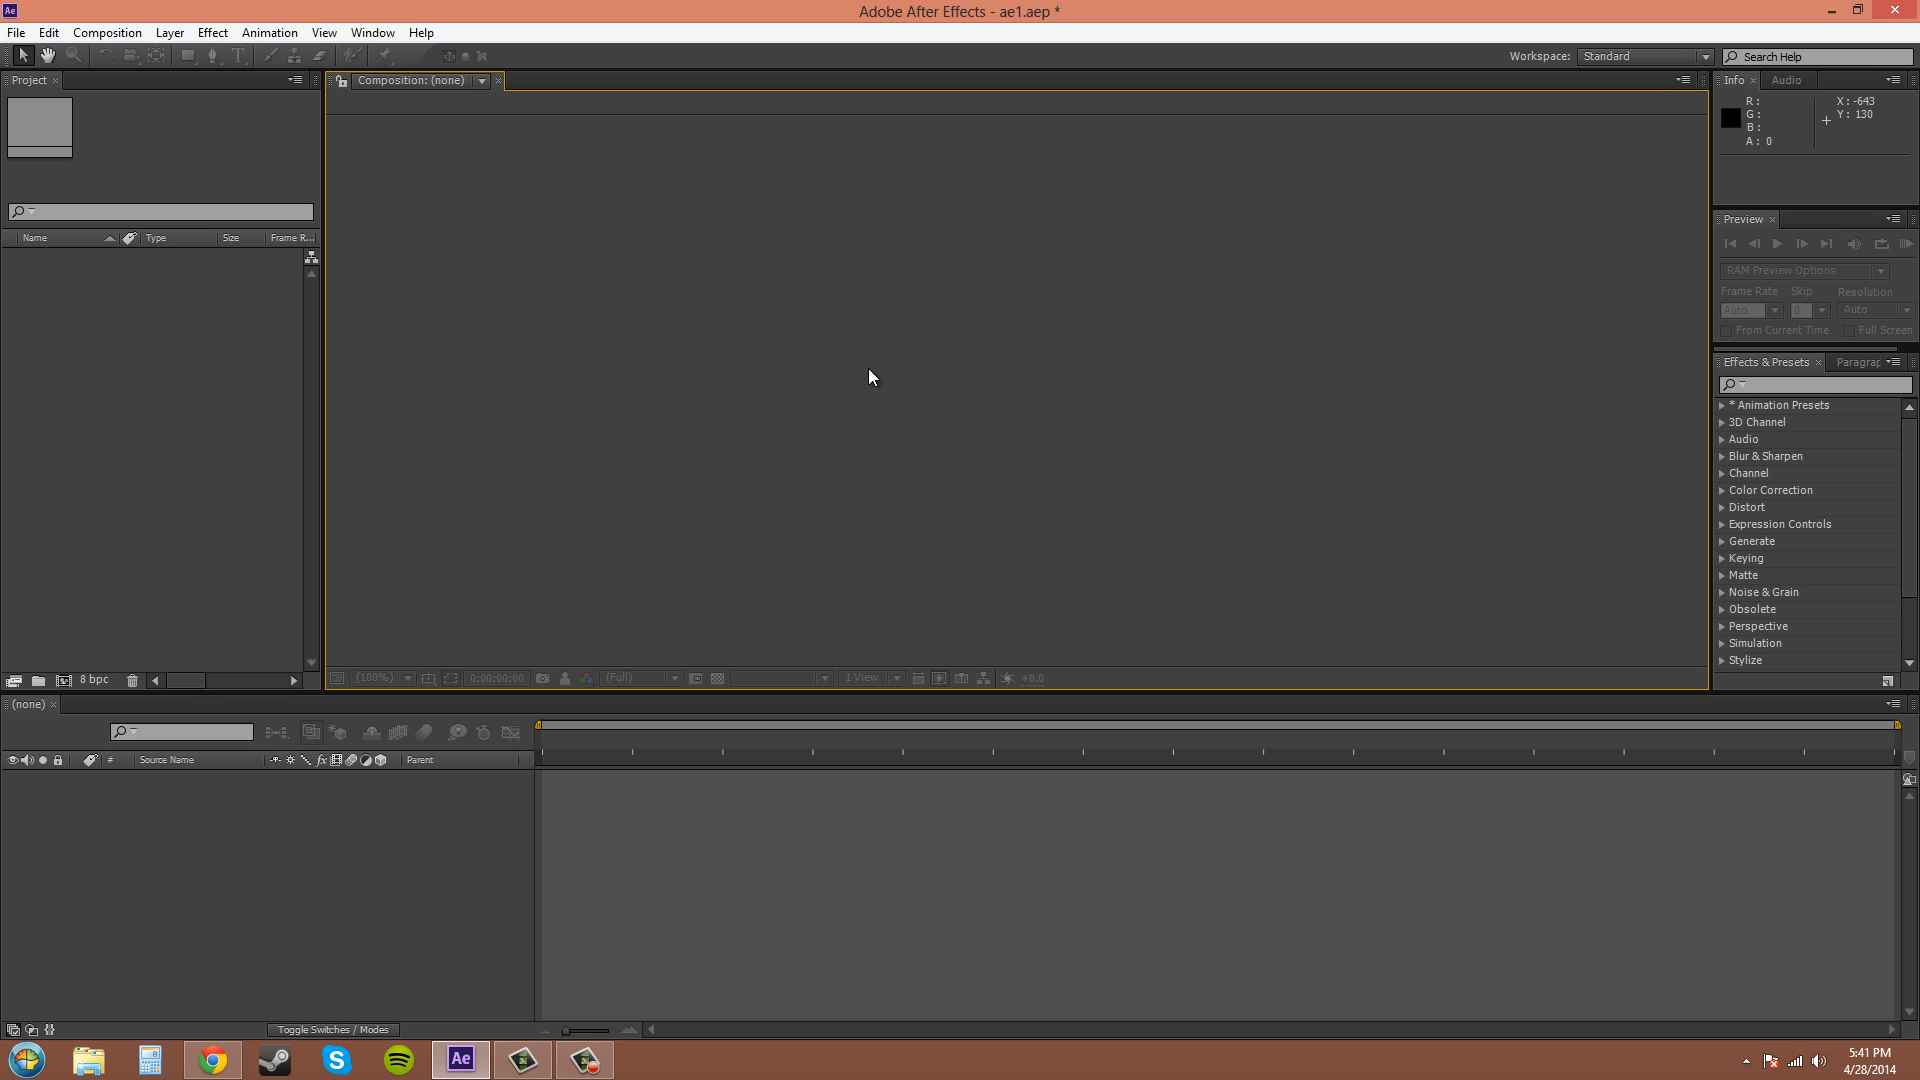 Ae
Adobe After Effects - ae1.aep *
File Edit Composition Layer Effect Animation View Window Help
Workspace: Standard
Search Help
Project
Composition: (none)
Info Audio
R:
G:
B:
A: 0
X: -643
Y: 130
Name Type Size Frame R...
Preview
RAM Preview Options
Frame Rate Skip Resolution
Auto 0 Auto
From Current Time Full Screen
Effects & Presets Paragrap
* Animation Presets
3D Channel
Audio
Blur & Sharpen
Channel
Color Correction
Distort
Expression Controls
Generate
Keying
Matte
Noise & Grain
Obsolete
Perspective
Simulation
Stylize
8 bpc
(100%) 0:00:00:00 (Full) 1 View +0.0
(none)
# Source Name fx Parent
Toggle Switches / Modes
Ae
5:41 PM
4/28/2014